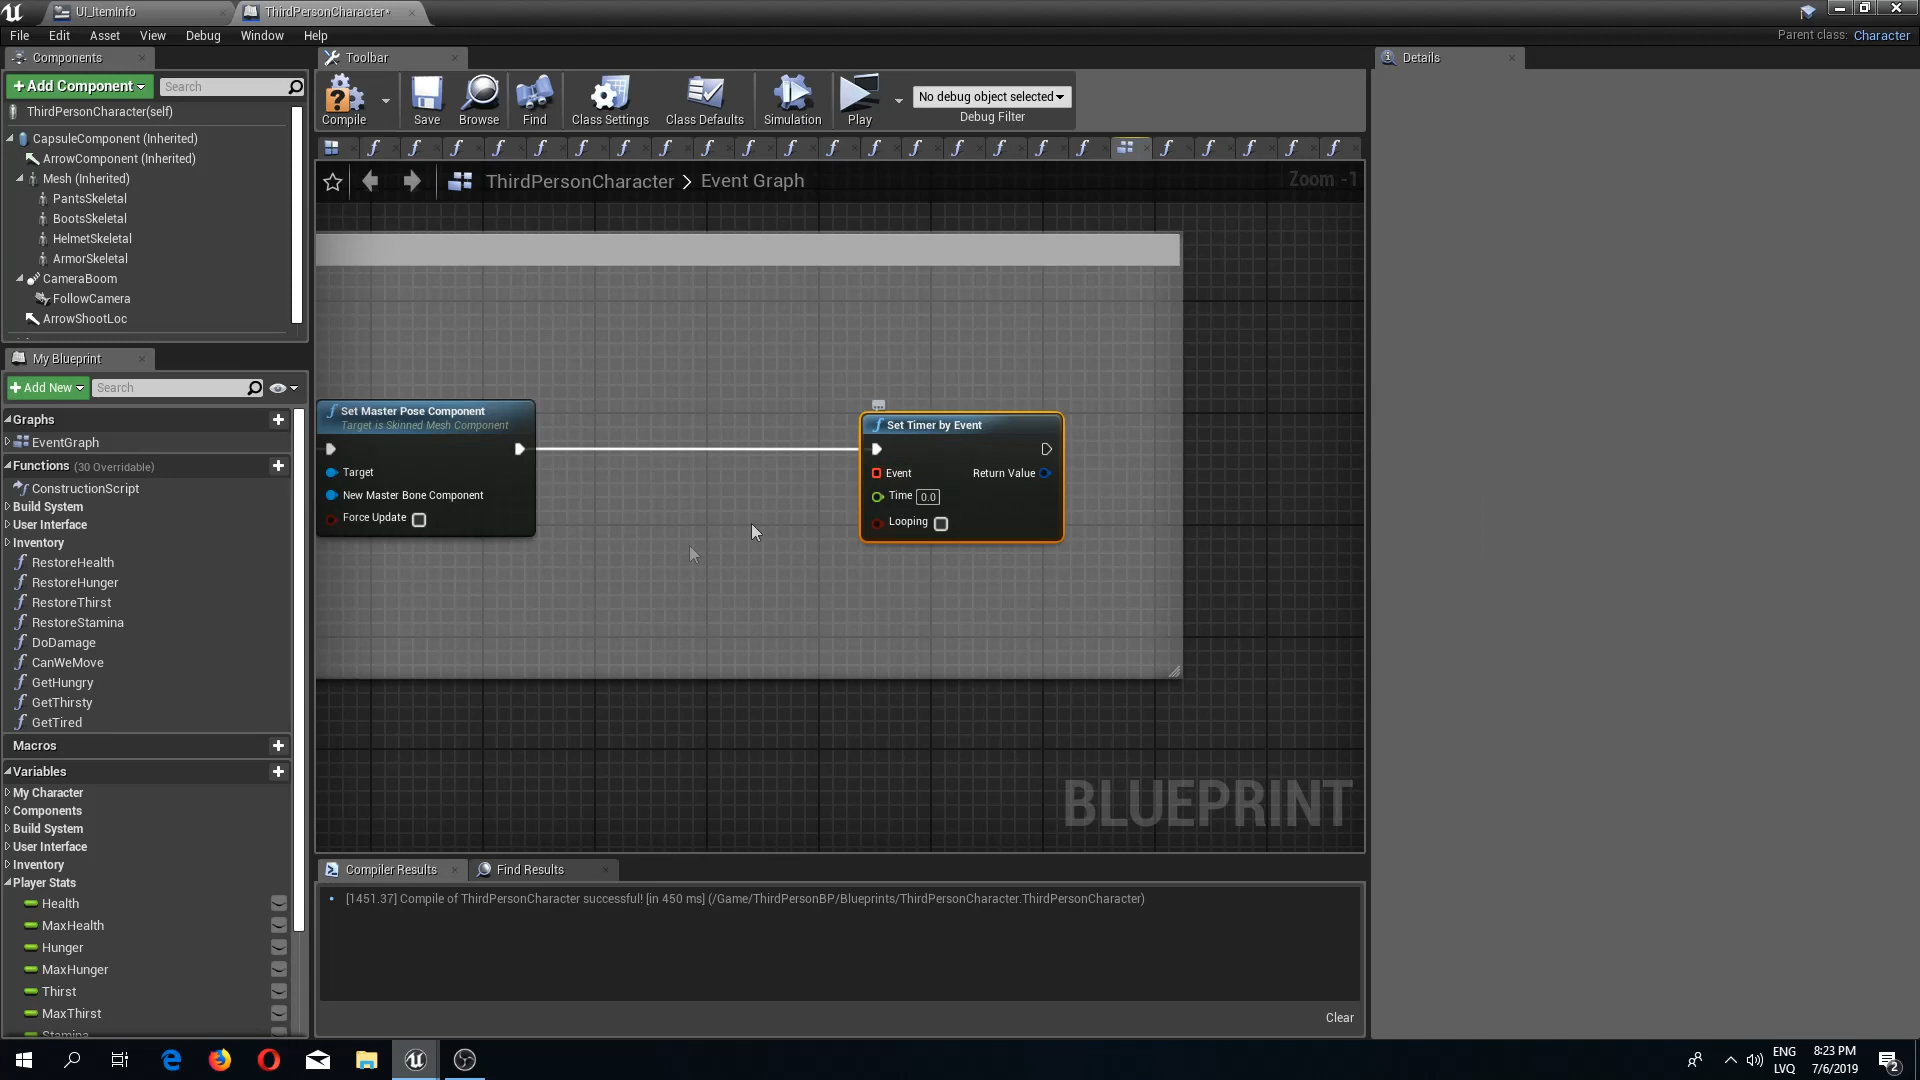 UI_ItemInfo
ThirdPersonCharacter*
File Edit Asset View Debug Window Help
Parent class: Character
Components
Toolbar
Details
+ Add Component
Search
ThirdPersonCharacter(self)
CapsuleComponent (Inherited)
ArrowComponent (Inherited)
Mesh (Inherited)
PantsSkeletal
BootsSkeletal
HelmetSkeletal
ArmorSkeletal
CameraBoom
FollowCamera
ArrowShootLoc
Compile
Save
Browse
Find
Class Settings
Class Defaults
Simulation
Play
No debug object selected
Debug Filter
ThirdPersonCharacter > Event Graph
Zoom -1
My Blueprint
+ Add New
Search
Graphs
EventGraph
Functions (30 Overridable)
ConstructionScript
Build System
User Interface
Inventory
RestoreHealth
RestoreHunger
RestoreThirst
RestoreStamina
DoDamage
CanWeMove
GetHungry
GetThirsty
GetTired
Macros
Variables
My Character
Components
Build System
User Interface
Inventory
Player Stats
Health
MaxHealth
Hunger
MaxHunger
Thirst
MaxThirst
Stamina
Set Master Pose Component
Target is Skinned Mesh Component
Target
New Master Bone Component
Force Update
Set Timer by Event
Event
Return Value
Time 0.0
Looping
BLUEPRINT
Compiler Results
Find Results
[1451.37] Compile of ThirdPersonCharacter successful! [in 450 ms] (/Game/ThirdPersonBP/Blueprints/ThirdPersonCharacter.ThirdPersonCharacter)
Clear
ENG
LVQ
8:23 PM
7/6/2019
2